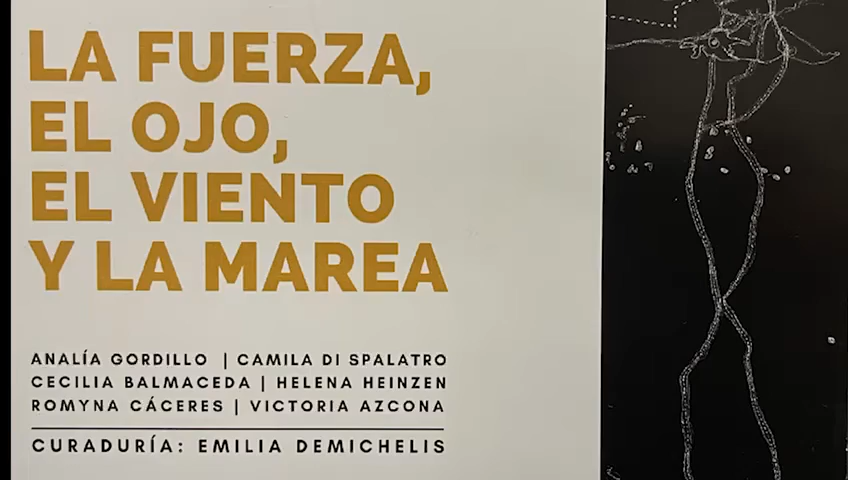 LA FUERZA,
EL OJO,
EL VIENTO
Y LA MAREA
ANALÍA GORDILLO | CAMILA DI SPALATRO
CECILIA BALMACEDA | HELENA HEINZEN
ROMYNA CÁCERES | VICTORIA AZCONA
CURADURÍA: EMILIA DEMICHELIS